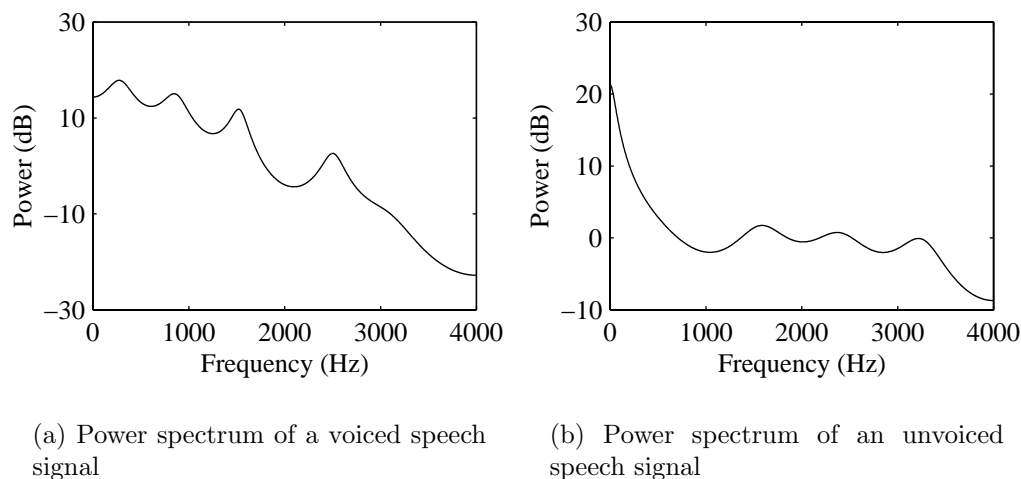 30
10
−10
−30
Power (dB)
0 1000 2000 3000 4000
Frequency (Hz)
(a) Power spectrum of a voiced speech
signal
30
20
10
0
−10
Power (dB)
0 1000 2000 3000 4000
Frequency (Hz)
(b) Power spectrum of an unvoiced
speech signal